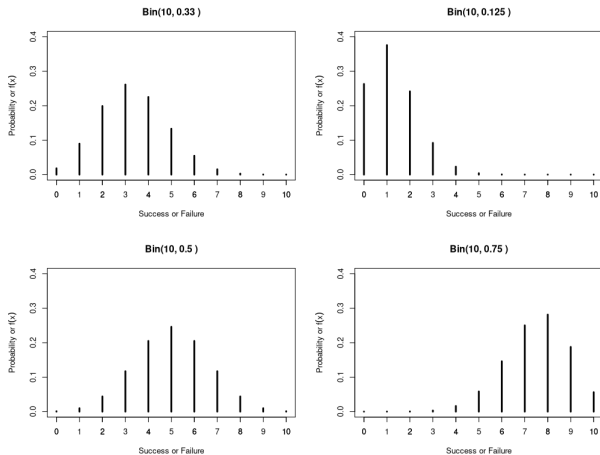 Bin(10, 0.33 )
Probability or f(x)
0.0 0.1 0.2 0.3 0.4
0 1 2 3 4 5 6 7 8 9 10
Success or Failure
Bin(10, 0.125 )
Probability or f(x)
0.0 0.1 0.2 0.3 0.4
0 1 2 3 4 5 6 7 8 9 10
Success or Failure
Bin(10, 0.5 )
Probability or f(x)
0.0 0.1 0.2 0.3 0.4
0 1 2 3 4 5 6 7 8 9 10
Success or Failure
Bin(10, 0.75 )
Probability or f(x)
0.0 0.1 0.2 0.3 0.4
0 1 2 3 4 5 6 7 8 9 10
Success or Failure